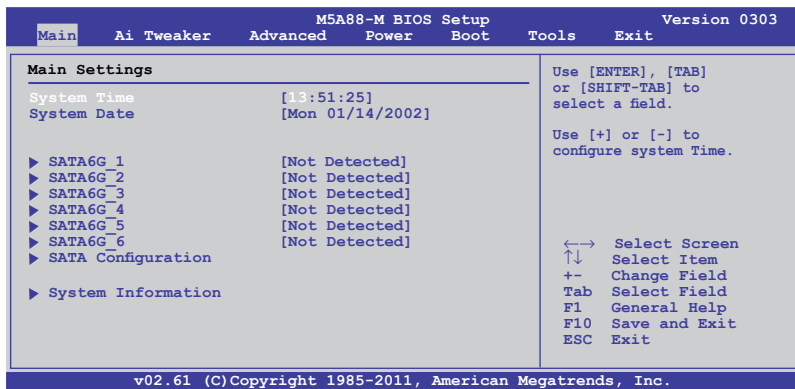 M5A88-M BIOS Setup Version 0303
Main Ai Tweaker Advanced Power Boot Tools Exit
Main Settings
System Time [13:51:25]
System Date [Mon 01/14/2002]
SATA6G_1 [Not Detected]
SATA6G_2 [Not Detected]
SATA6G_3 [Not Detected]
SATA6G_4 [Not Detected]
SATA6G_5 [Not Detected]
SATA6G_6 [Not Detected]
SATA Configuration
System Information
Use [ENTER], [TAB]
or [SHIFT-TAB] to
select a field.
Use [+] or [-] to
configure system Time.
←→ Select Screen
↑↓ Select Item
+- Change Field
Tab Select Field
F1 General Help
F10 Save and Exit
ESC Exit
v02.61 (C)Copyright 1985-2011, American Megatrends, Inc.